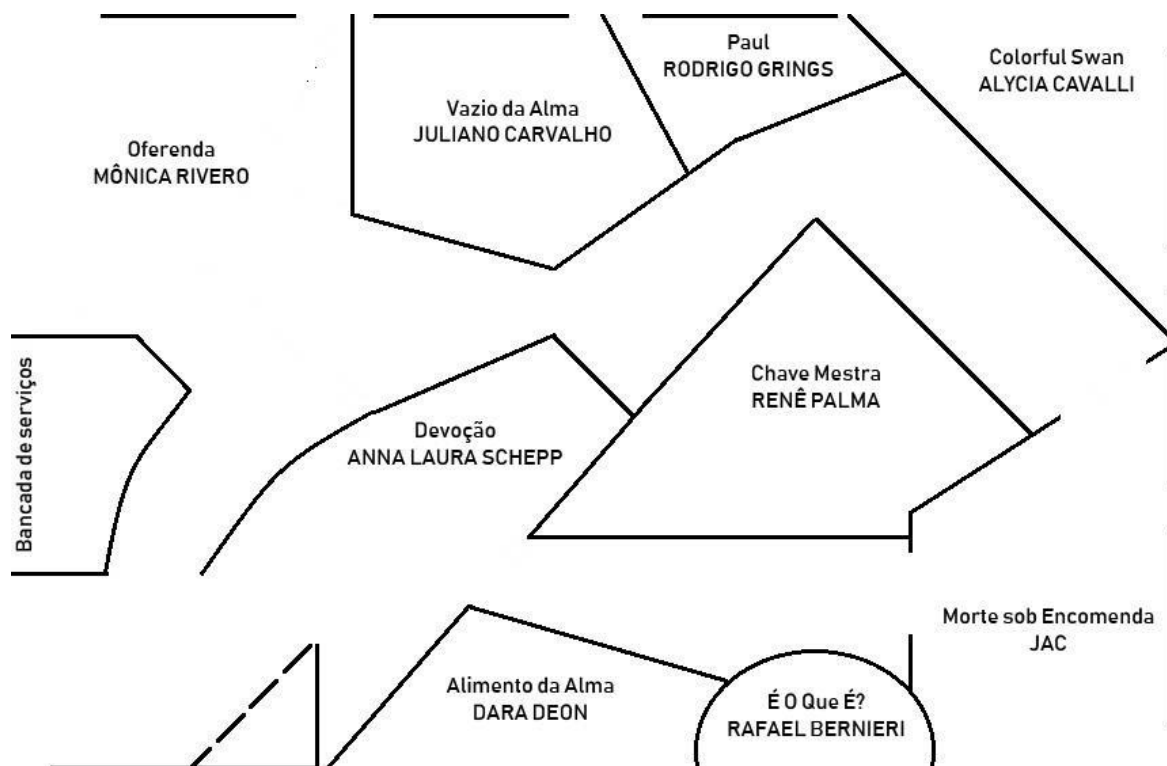 Paul
RODRIGO GRINGS
Colorful Swan
ALYCIA CAVALLI
Vazio da Alma
JULIANO CARVALHO
Oferenda
MÔNICA RIVERO
Bancada de serviços
Chave Mestra
RENÊ PALMA
Devoção
ANNA LAURA SCHEPP
Morte sob Encomenda
JAC
Alimento da Alma
DARA DEON
É O Que É?
RAFAEL BERNIERI